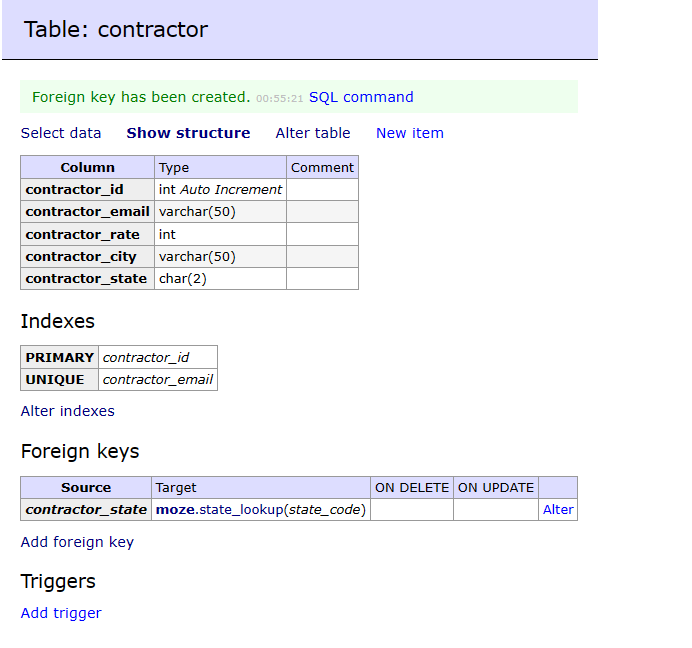 Table: contractor
Foreign key has been created. 00:55:21 SQL command
Select data Show structure Alter table New item
Column Type Comment
contractor_id int Auto Increment
contractor_email varchar(50)
contractor_rate int
contractor_city varchar(50)
contractor_state char(2)
Indexes
PRIMARY contractor_id
UNIQUE contractor_email
Alter indexes
Foreign keys
Source Target ON DELETE ON UPDATE
contractor_state moze.state_lookup(state_code) Alter
Add foreign key
Triggers
Add trigger